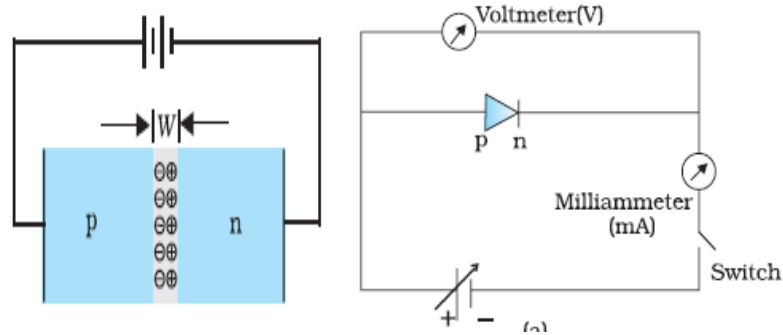 Voltmeter(V)
W
p n
p
n
⊖⊕
⊖⊕
⊖⊕
⊖⊕
⊖⊕
Milliammeter
(mA)
Switch
+ −
(a)